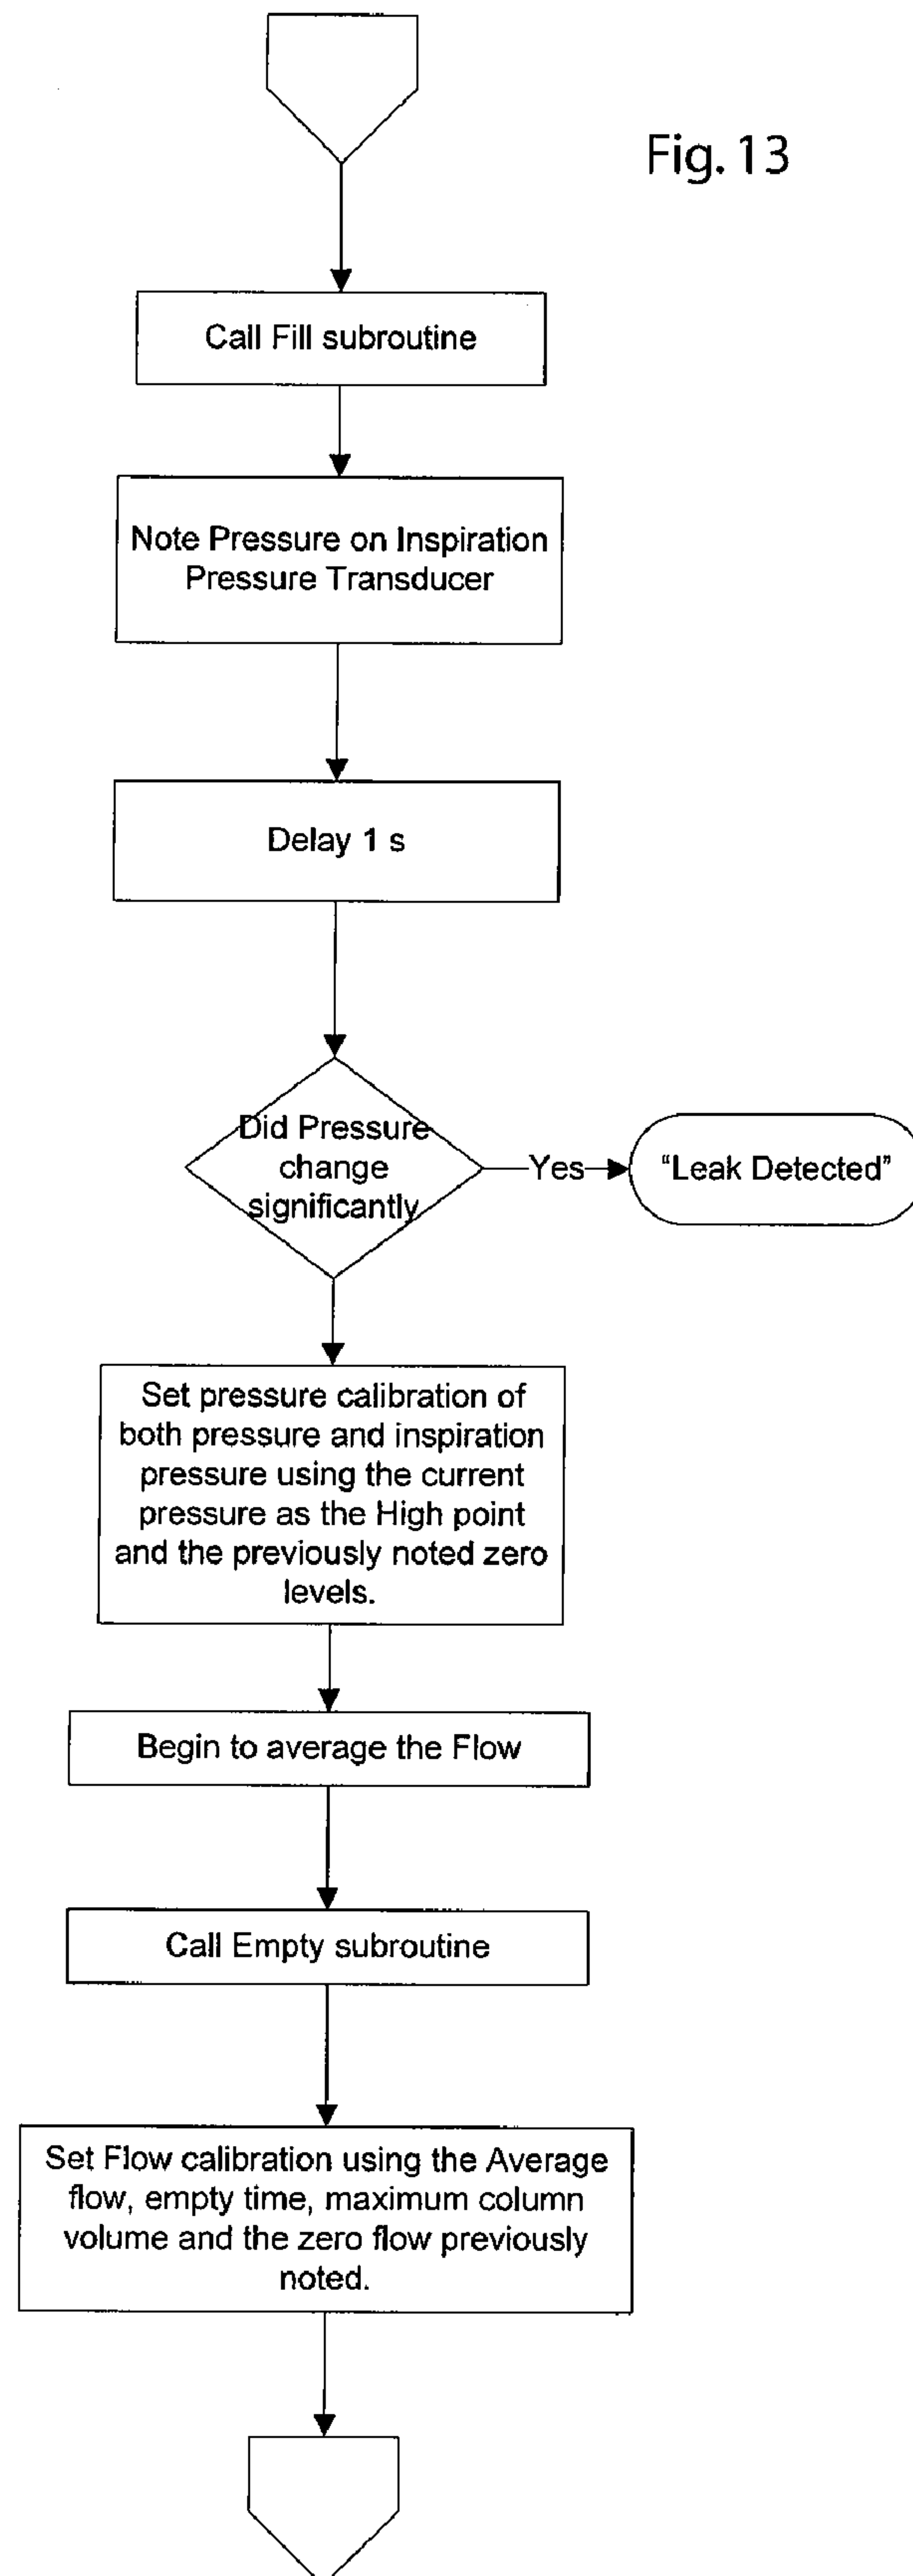 Fig. 13
Call Fill subroutine
Note Pressure on Inspiration
Pressure Transducer
Delay 1 s
Did Pressure
change
significantly
Yes
“Leak Detected”
Set pressure calibration of
both pressure and inspiration
pressure using the current
pressure as the High point
and the previously noted zero
levels.
Begin to average the Flow
Call Empty subroutine
Set Flow calibration using the Average
flow, empty time, maximum column
volume and the zero flow previously
noted.